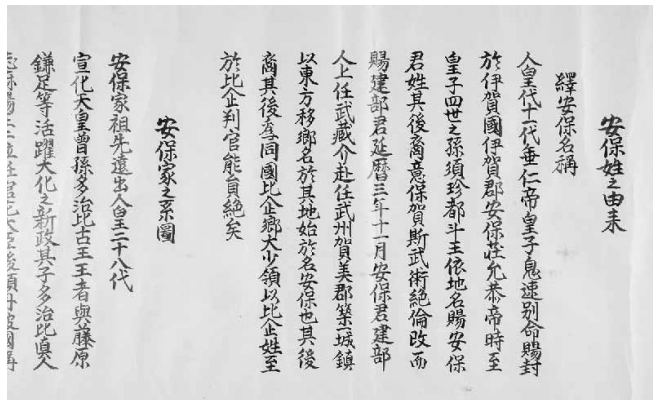 安保姓之由来
繹安保名稱
人皇代十一代垂仁帝皇子息速別命賜封
於伊賀國伊賀郡安保莊允恭帝時至
皇子四世之孫須珍都斗王依地名賜安保
君姓其後裔意保賀斯武術絕倫改而
賜建部君延曆三年十一月安保君建部
人上任武藏介赴任武州賀美郡築城鎮
以東方移鄉名於其地始於名安保也其後
裔其後爲同國比企鄉大少領以比企姓至
於比企判官能員絕矣
安保家之系圖
安保家祖先遠出人皇二十八代
宣化天皇曾孫多治比古王王者與藤原
鎌足等活躍大化之新政其子多治比真人